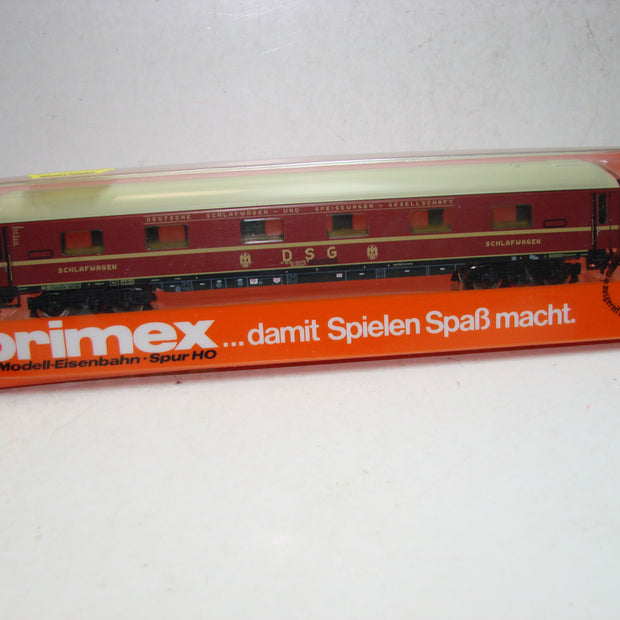 DEUTSCHE SCHLAFWAGEN - UND SPEISEWAGEN - GESELLSCHAFT
SCHLAFWAGEN
DSG
SCHLAFWAGEN
primex ...damit Spielen Spaß macht.
Modell-Eisenbahn · Spur HO